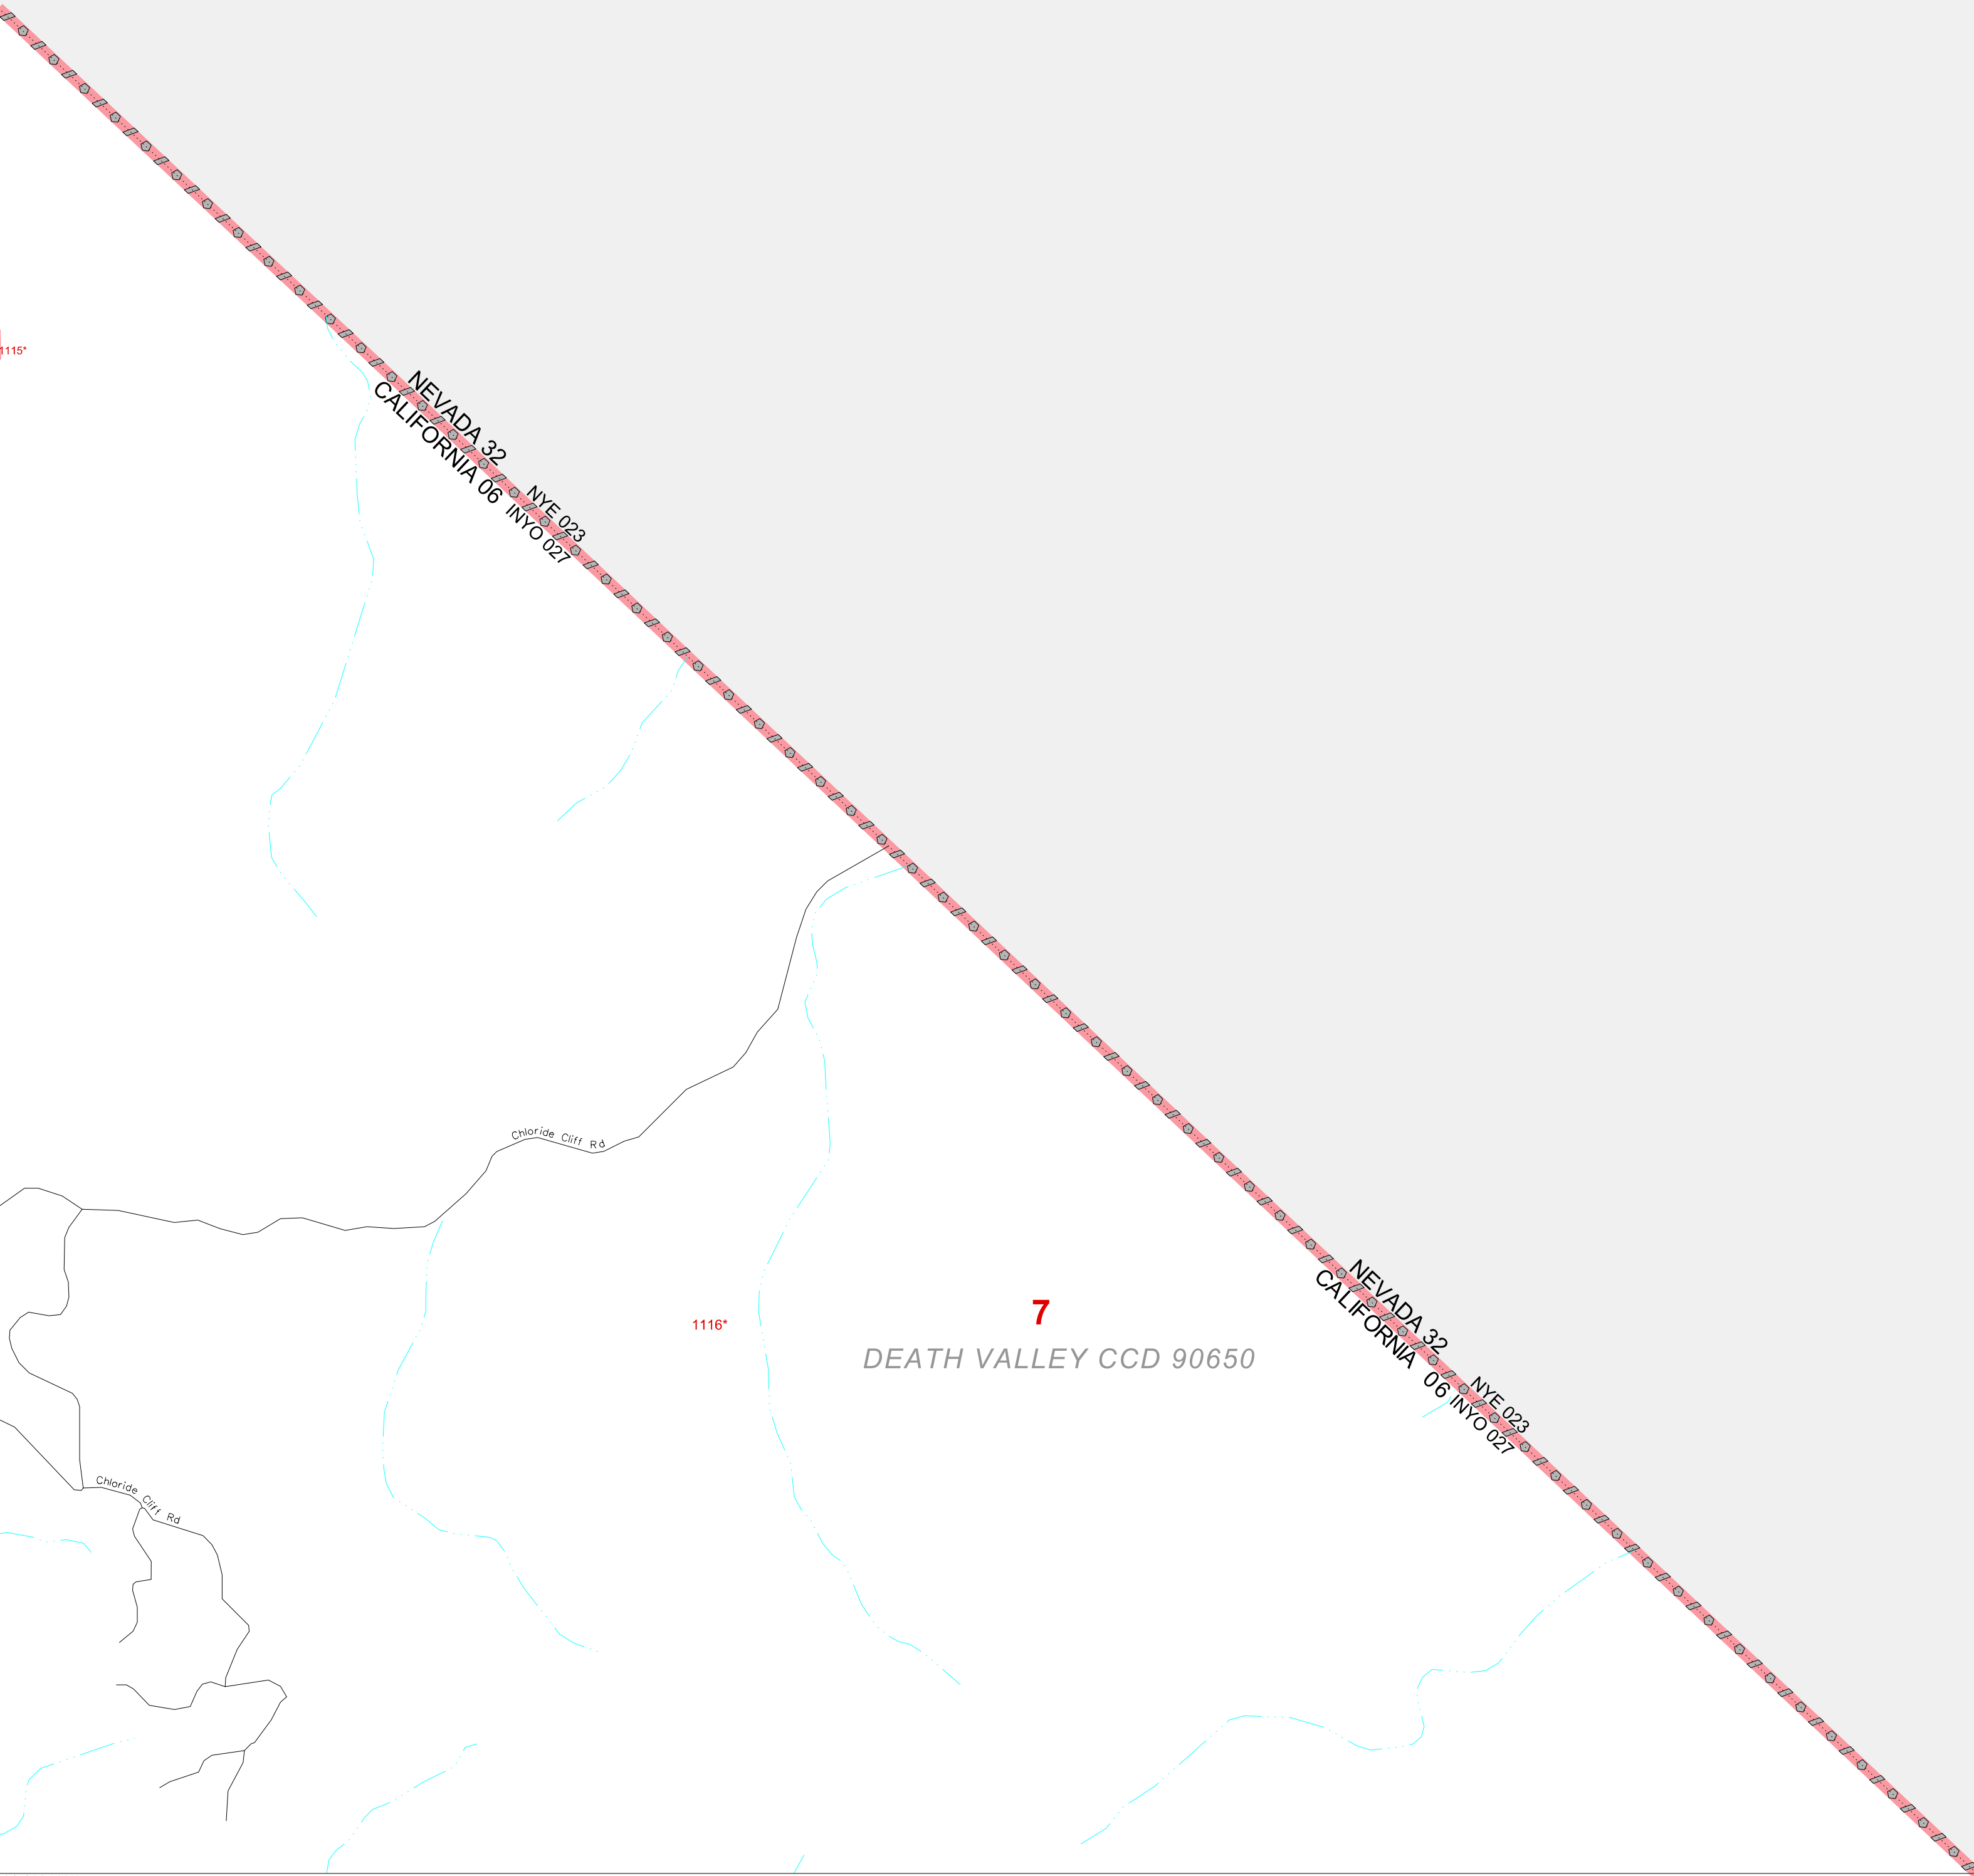 1115*
NEVADA 32
CALIFORNIA 06
NYE 023
INYO 027
Chloride Cliff Rd
NEVADA 32
CALIFORNIA 06
NYE 023
INYO 027
7
1116*
DEATH VALLEY CCD 90650
Chloride Cliff Rd